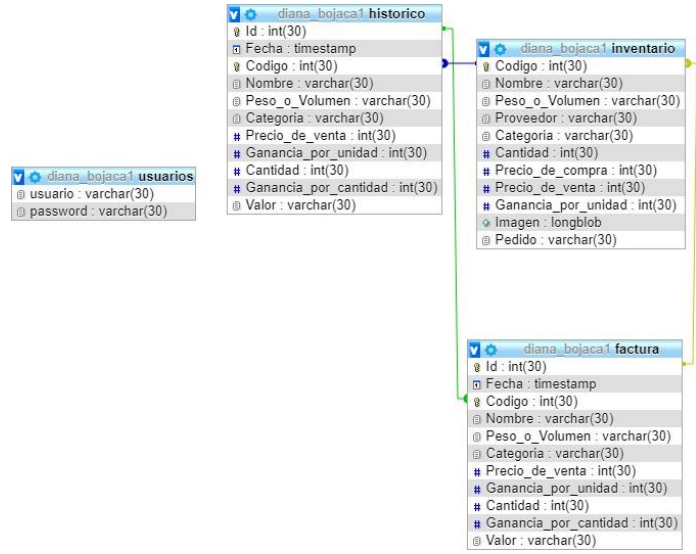 diana_bojaca1 historico
Id : int(30)
Fecha : timestamp
Codigo : int(30)
Nombre : varchar(30)
Peso_o_Volumen : varchar(30)
Categoria : varchar(30)
# Precio_de_venta : int(30)
# Ganancia_por_unidad : int(30)
# Cantidad : int(30)
# Ganancia_por_cantidad : int(30)
Valor : varchar(30)
diana_bojaca1 inventario
Codigo : int(30)
Nombre : varchar(30)
Peso_o_Volumen : varchar(30)
Proveedor : varchar(30)
Categoria : varchar(30)
# Cantidad : int(30)
# Precio_de_compra : int(30)
# Precio_de_venta : int(30)
# Ganancia_por_unidad : int(30)
Imagen : longblob
Pedido : varchar(30)
diana_bojaca1 usuarios
usuario : varchar(30)
password : varchar(30)
diana_bojaca1 factura
Id : int(30)
Fecha : timestamp
Codigo : int(30)
Nombre : varchar(30)
Peso_o_Volumen : varchar(30)
Categoria : varchar(30)
# Precio_de_venta : int(30)
# Ganancia_por_unidad : int(30)
# Cantidad : int(30)
# Ganancia_por_cantidad : int(30)
Valor : varchar(30)